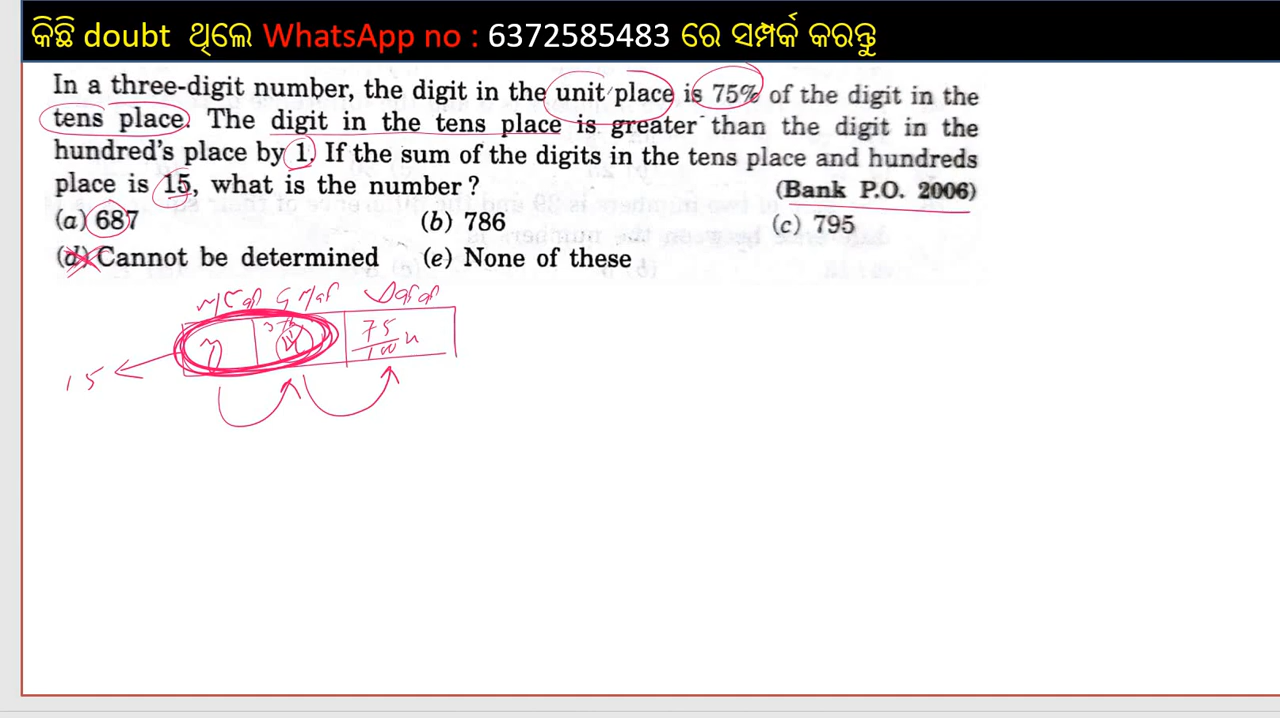 କିଛି doubt ଥିଲେ WhatsApp no : 6372585483 ରେ ସମ୍ପର୍କ କରନ୍ତୁ
In a three-digit number, the digit in the unit place is 75% of the digit in the
tens place. The digit in the tens place is greater than the digit in the
hundred's place by 1. If the sum of the digits in the tens place and hundreds
place is 15, what is the number ?
(Bank P.O. 2006)
(a) 687 (b) 786 (c) 795
(d) Cannot be determined (e) None of these
75
100
15